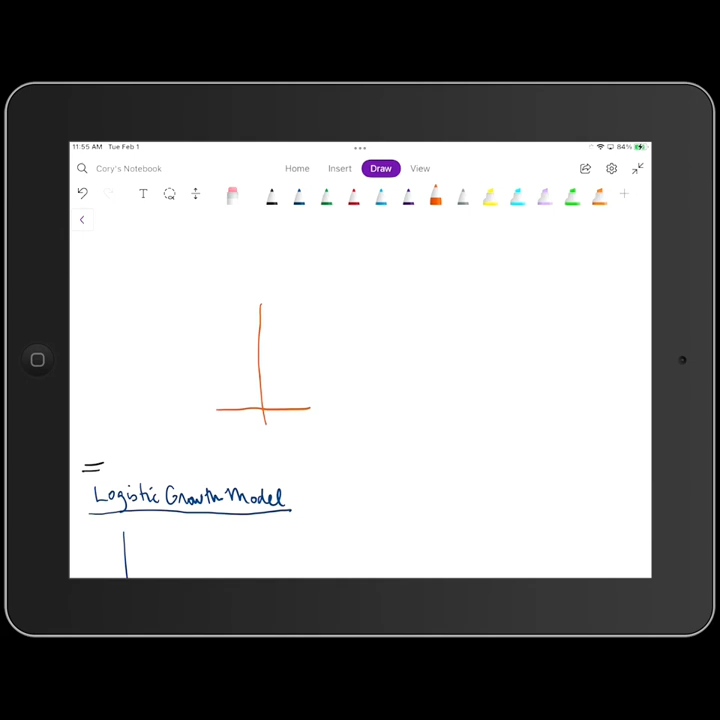 11:55 AM Tue Feb 1
84%
Cory's Notebook
Home Insert Draw View
T
=
Logistic Growth Model